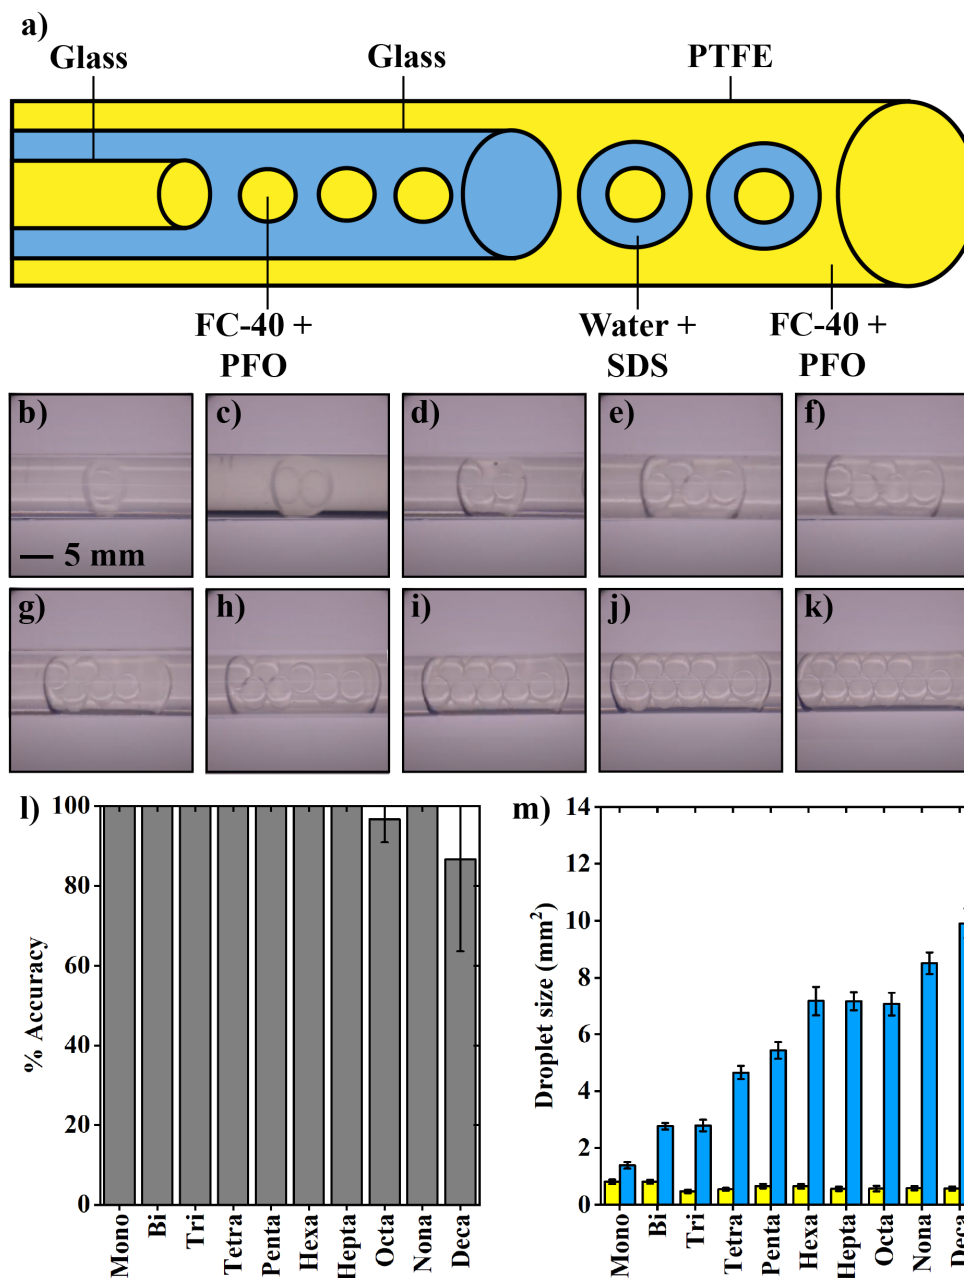 a)
Glass Glass PTFE
FC-40 + Water + FC-40 +
PFO SDS PFO
b) c) d) e) f)
5 mm
g) h) i) j) k)
l)
% Accuracy
100
80
60
40
20
0
Mono Bi Tri Tetra Penta Hexa Hepta Octa Nona Deca
m)
Droplet size (mm²)
14
12
10
8
6
4
2
0
Mono Bi Tri Tetra Penta Hexa Hepta Octa Nona Deca